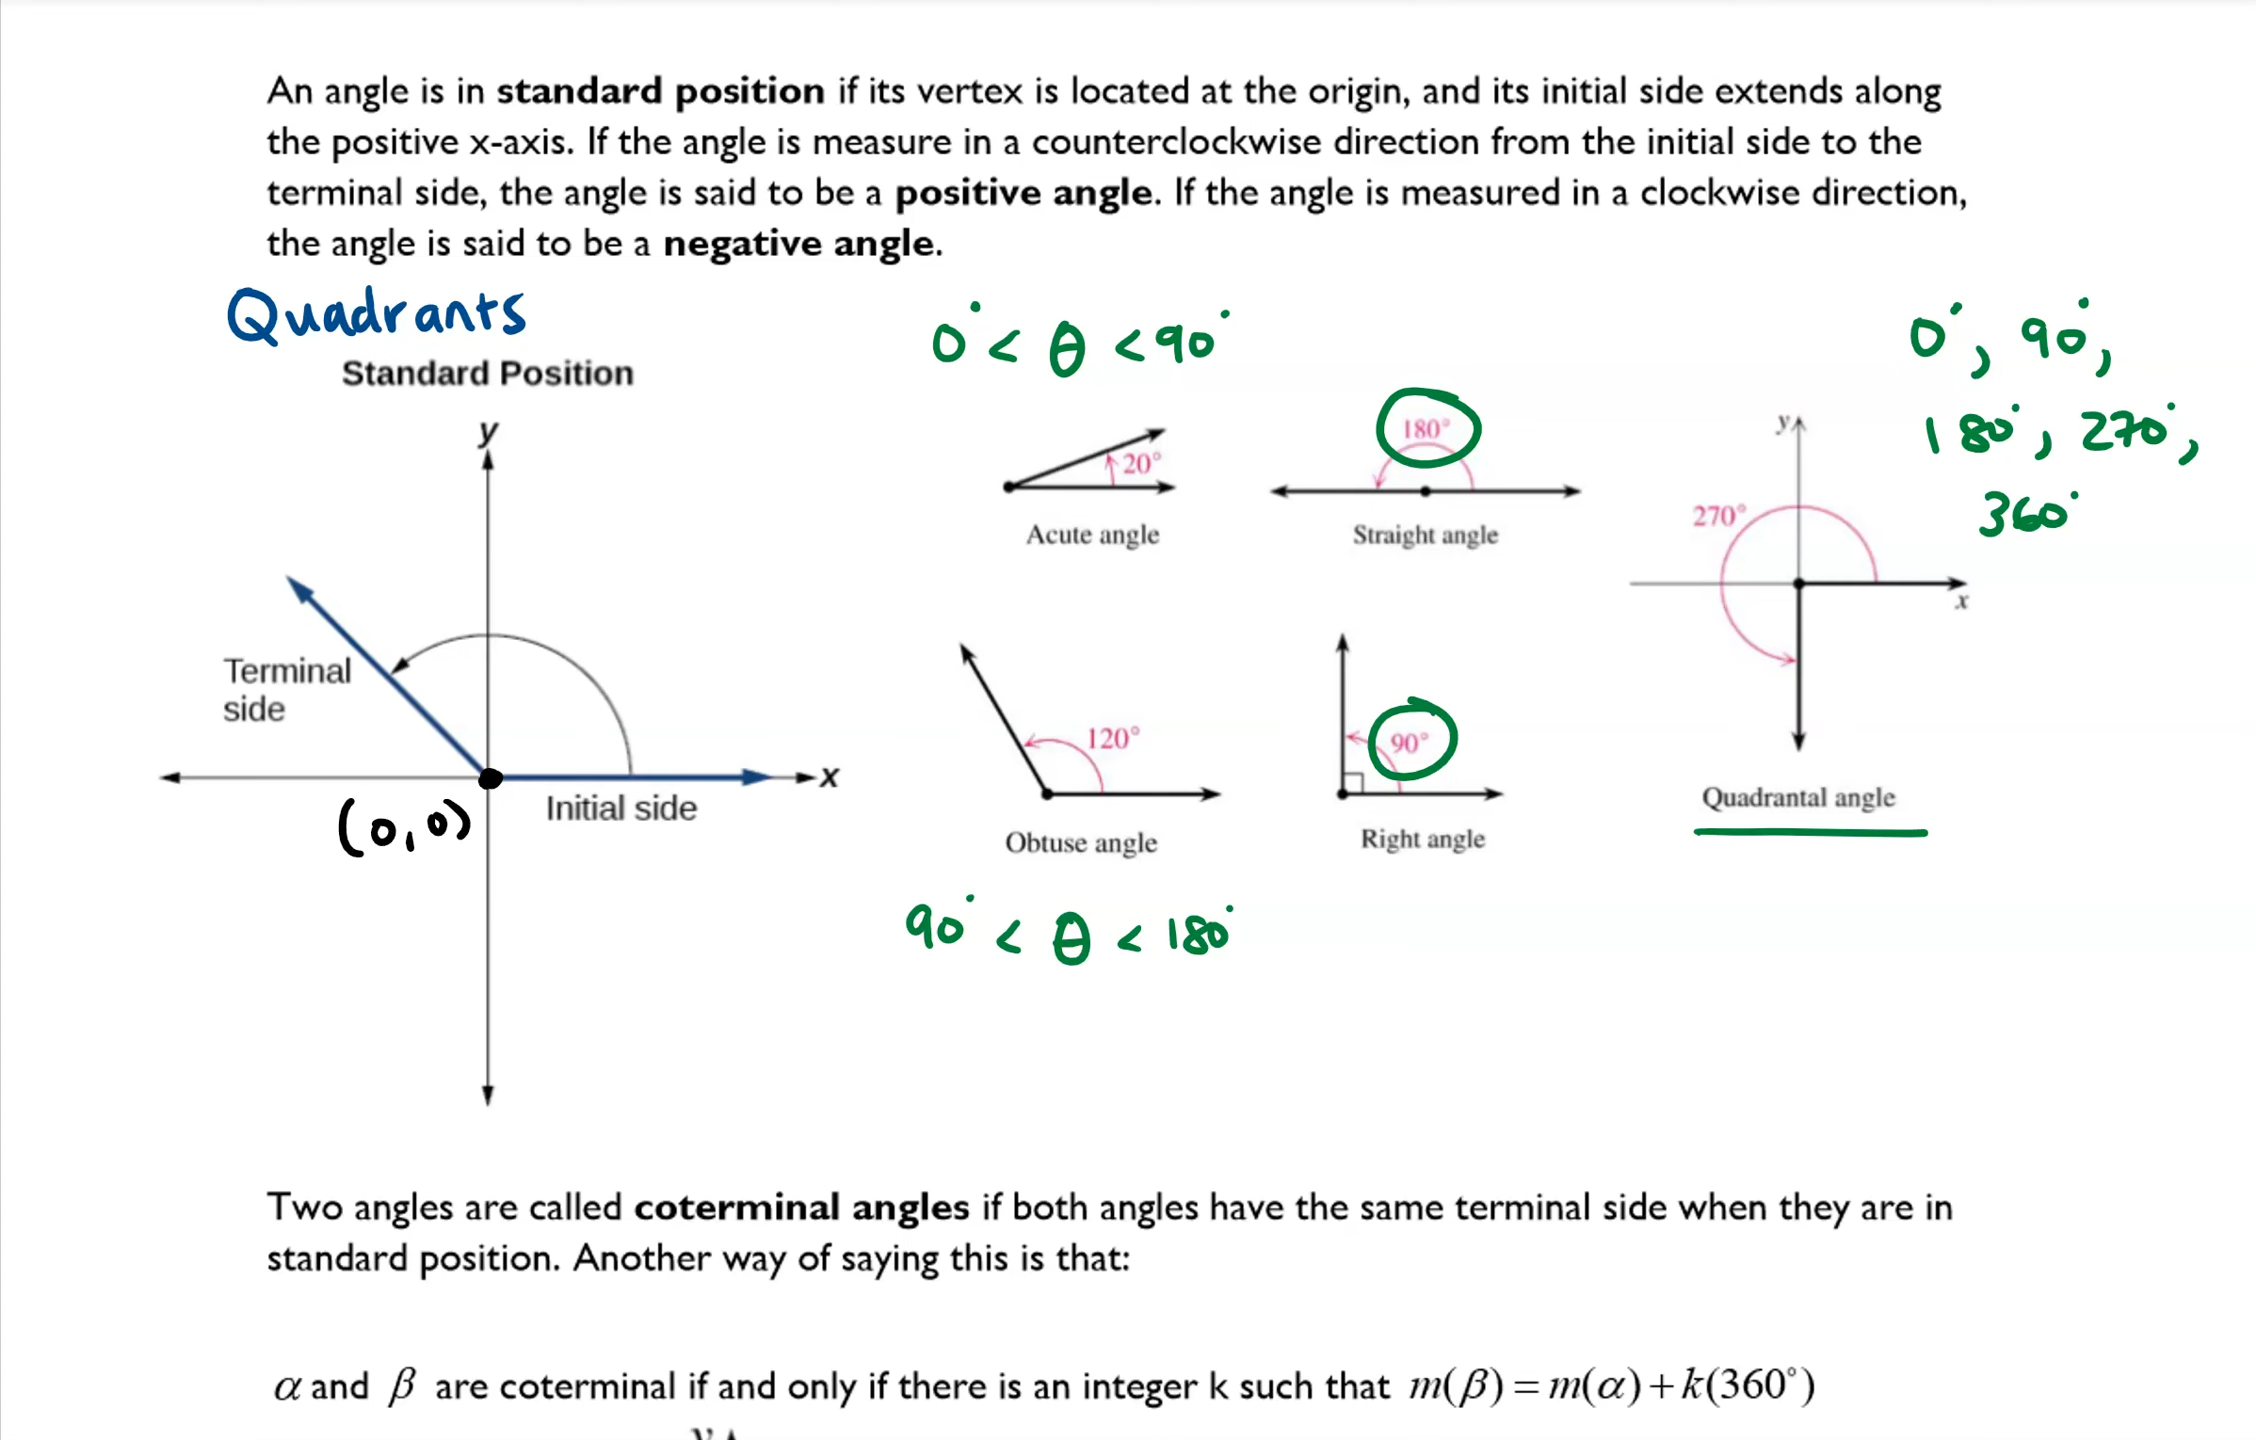 An angle is in standard position if its vertex is located at the origin, and its initial side extends along
the positive x-axis. If the angle is measure in a counterclockwise direction from the initial side to the
terminal side, the angle is said to be a positive angle. If the angle is measured in a clockwise direction,
the angle is said to be a negative angle.
Quadrants
Standard Position
y
Terminal
side
x
Initial side
(0,0)
0° < θ < 90°
20°
Acute angle
180°
Straight angle
120°
Obtuse angle
90° < θ < 180°
90°
Right angle
0°, 90°,
180°, 270°,
360°
y
270°
x
Quadrantal angle
Two angles are called coterminal angles if both angles have the same terminal side when they are in
standard position. Another way of saying this is that:
α and β are coterminal if and only if there is an integer k such that m(β) = m(α) + k(360°)
y